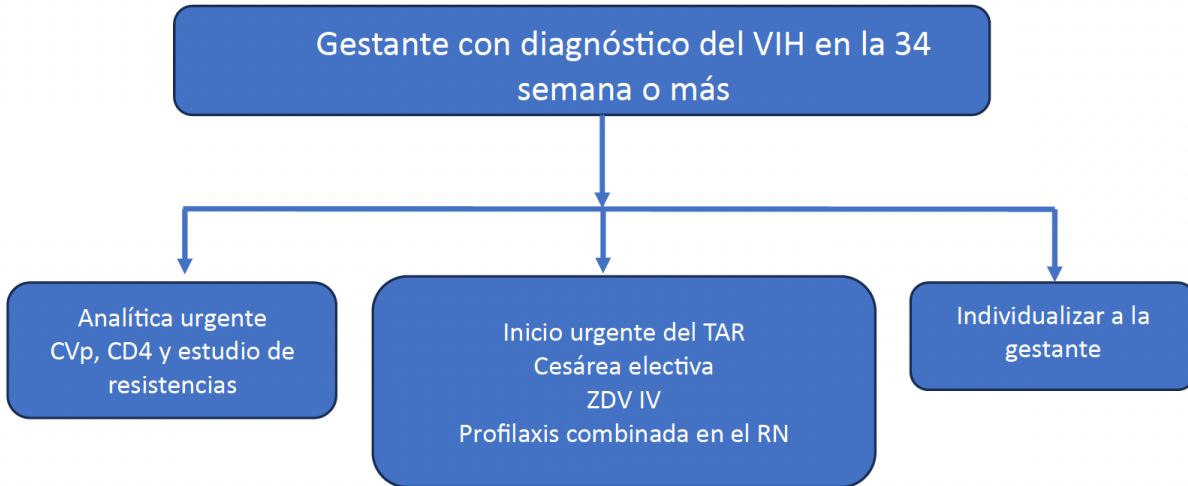 Gestante con diagnóstico del VIH en la 34
semana o más
Analítica urgente
CVp, CD4 y estudio de
resistencias
Inicio urgente del TAR
Cesárea electiva
ZDV IV
Profilaxis combinada en el RN
Individualizar a la
gestante